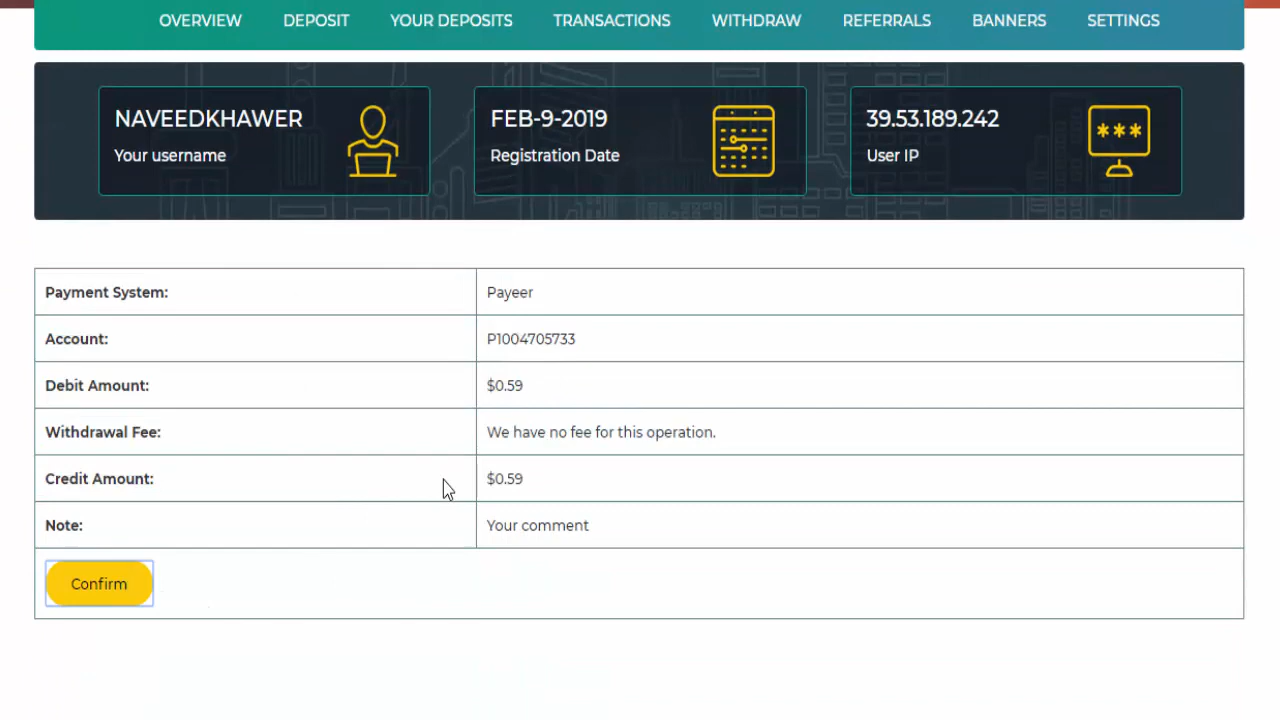 OVERVIEW DEPOSIT YOUR DEPOSITS TRANSACTIONS WITHDRAW REFERRALS BANNERS SETTINGS
NAVEEDKHAWER
Your username
FEB-9-2019
Registration Date
39.53.189.242
User IP
***
Payment System: Payeer
Account: P1004705733
Debit Amount: $0.59
Withdrawal Fee: We have no fee for this operation.
Credit Amount: $0.59
Note: Your comment
Confirm